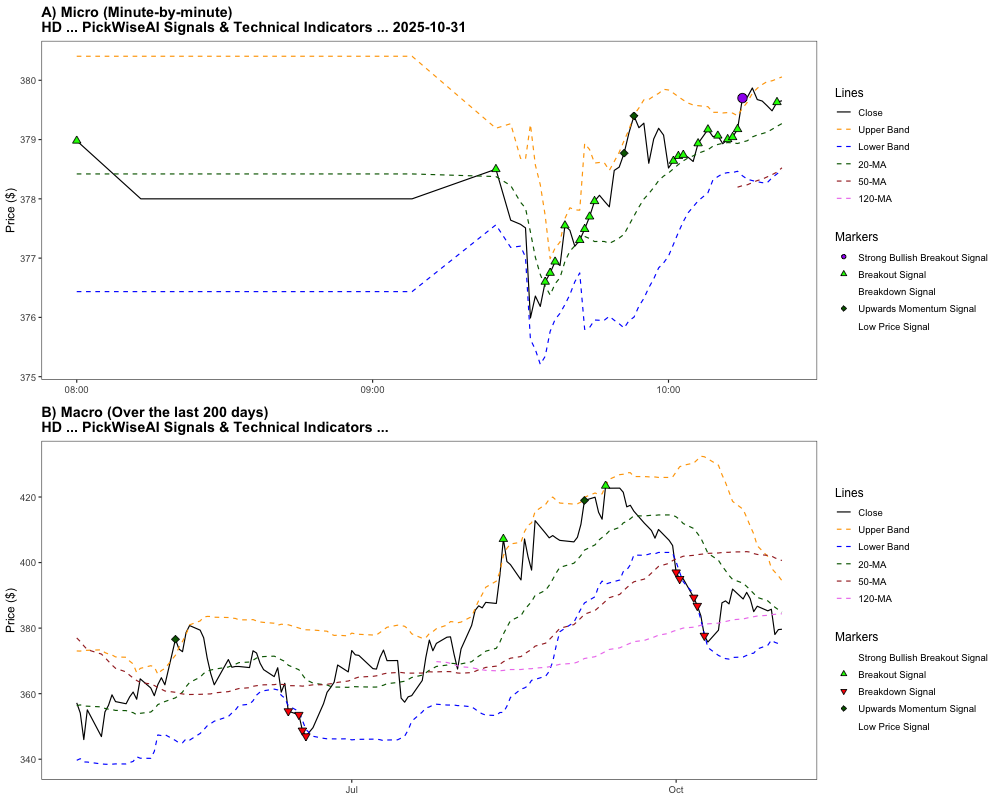 A) Micro (Minute-by-minute)
HD ... PickWiseAI Signals & Technical Indicators ... 2025-10-31
Price ($)
380
379
378
377
376
375
08:00
09:00
10:00
Lines
Close
Upper Band
Lower Band
20-MA
50-MA
120-MA
Markers
Strong Bullish Breakout Signal
Breakout Signal
Breakdown Signal
Upwards Momentum Signal
Low Price Signal
B) Macro (Over the last 200 days)
HD ... PickWiseAI Signals & Technical Indicators ...
Price ($)
420
400
380
360
340
Jul
Oct
Lines
Close
Upper Band
Lower Band
20-MA
50-MA
120-MA
Markers
Strong Bullish Breakout Signal
Breakout Signal
Breakdown Signal
Upwards Momentum Signal
Low Price Signal